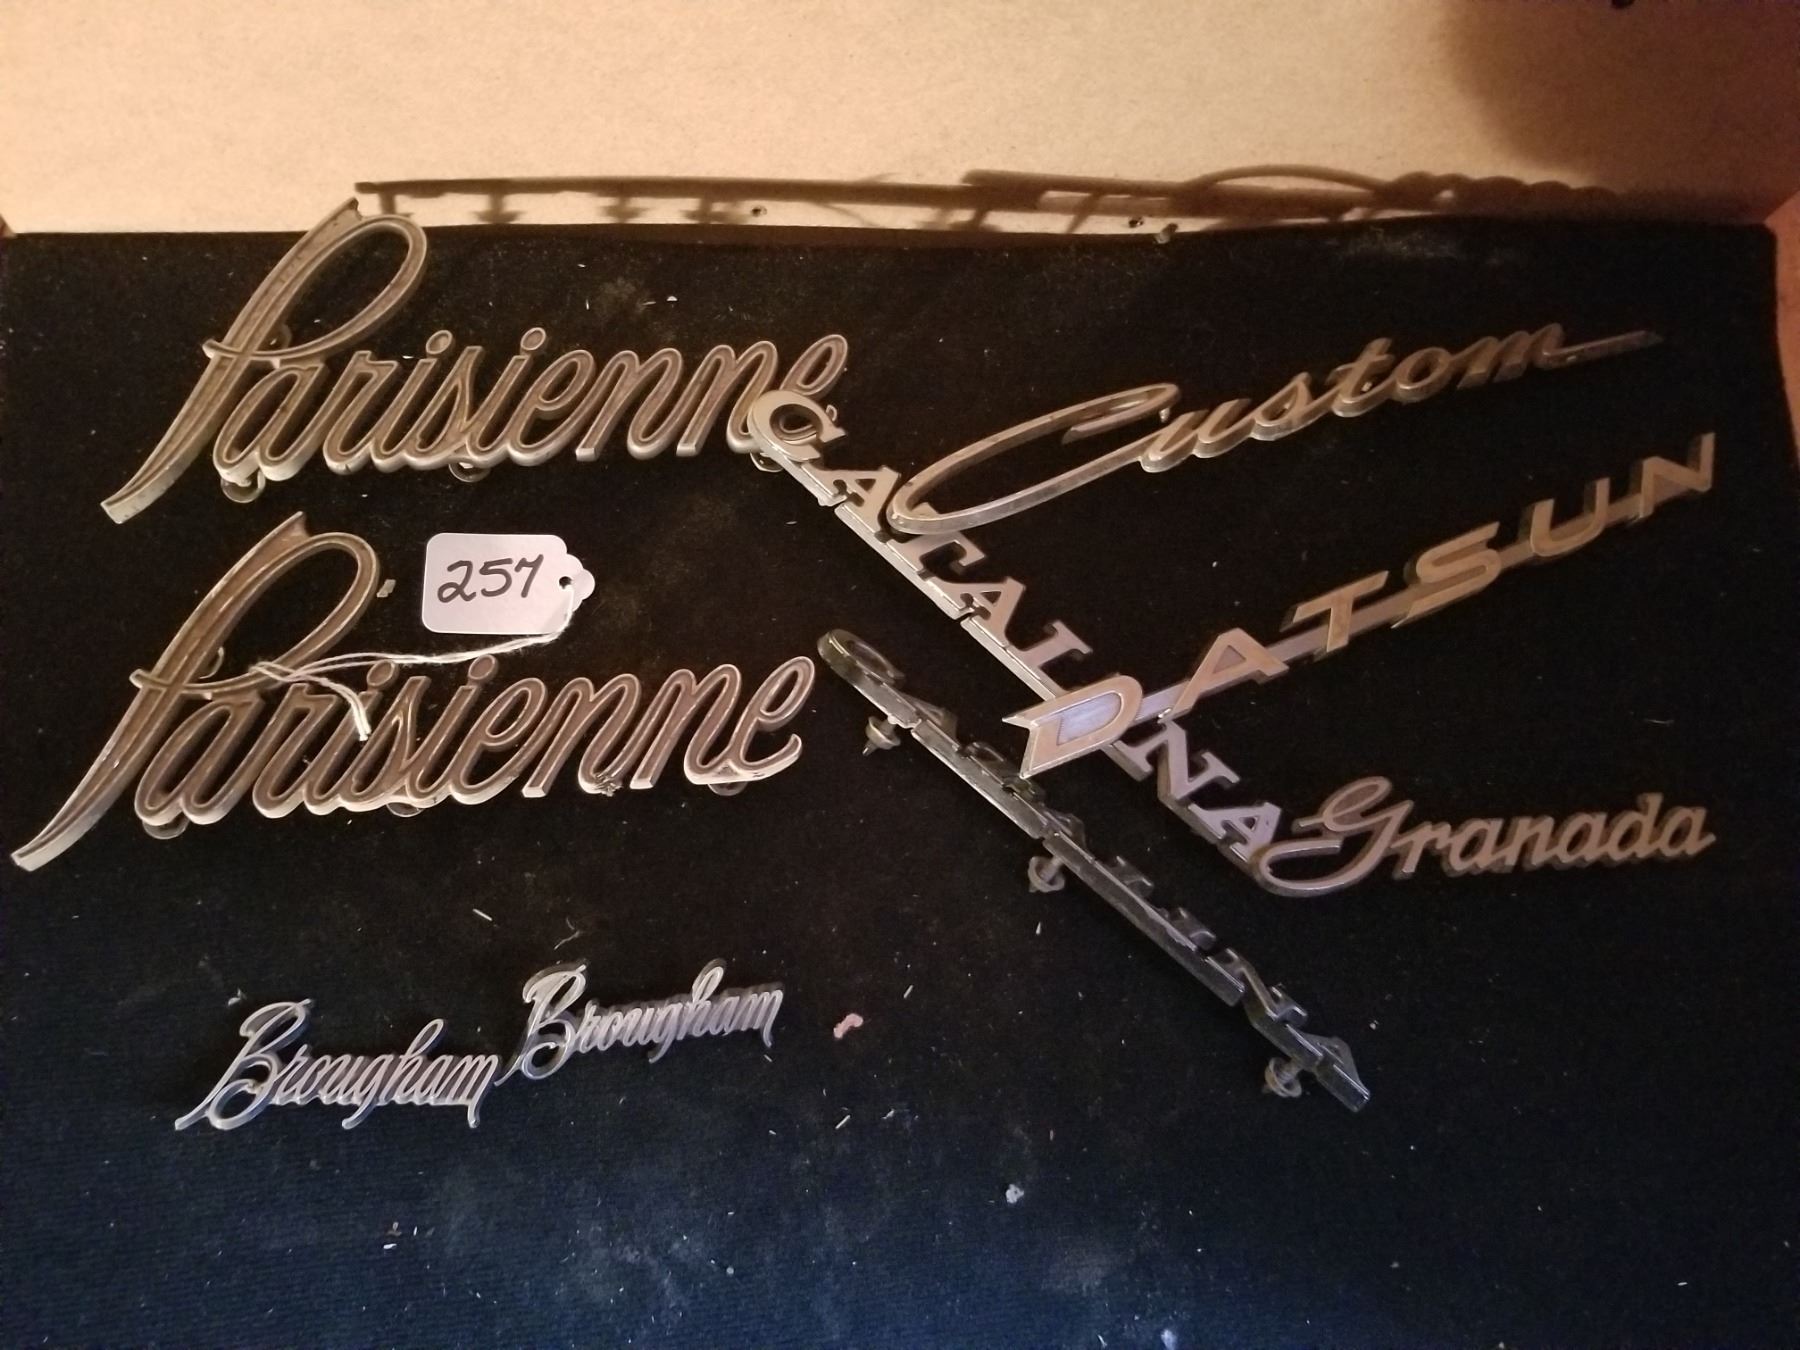 Parisienne
Custom
CATALINA
DATSUN
257
Parisienne
Granada
Brougham
Brougham